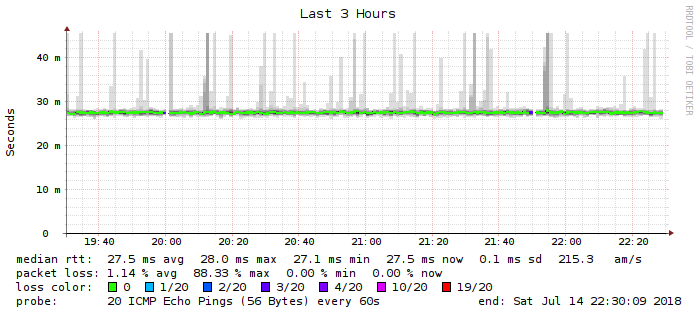 Last 3 Hours
RRDTOOL / TOBI OETIKER
Seconds
40 m
30 m
20 m
10 m
0
19:40 20:00 20:20 20:40 21:00 21:20 21:40 22:00 22:20
median rtt: 27.5 ms avg 28.0 ms max 27.1 ms min 27.5 ms now 0.1 ms sd 215.3 am/s
packet loss: 1.14 % avg 88.33 % max 0.00 % min 0.00 % now
loss color: 0 1/20 2/20 3/20 4/20 10/20 19/20
probe: 20 ICMP Echo Pings (56 Bytes) every 60s end: Sat Jul 14 22:30:09 2018